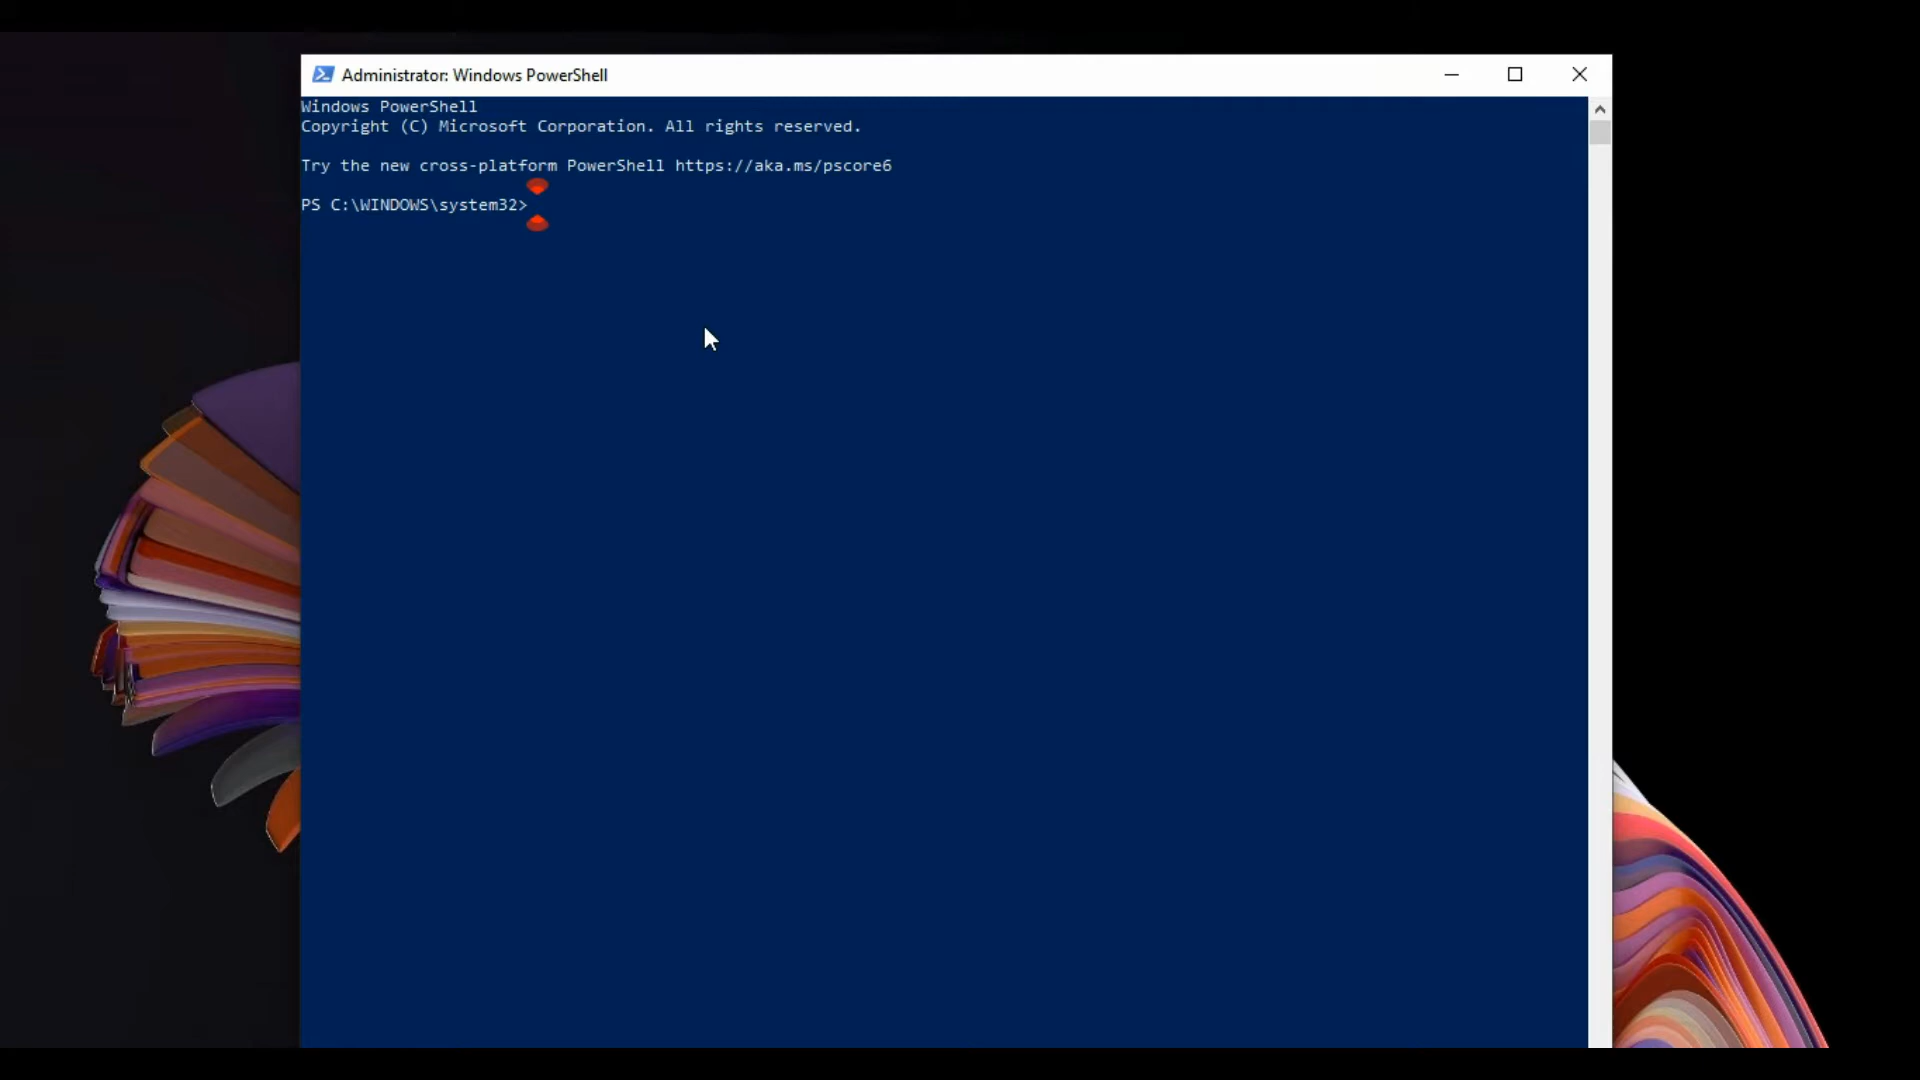 Administrator: Windows PowerShell
Windows PowerShell
Copyright (C) Microsoft Corporation. All rights reserved.
Try the new cross-platform PowerShell https://aka.ms/pscore6
PS C:\WINDOWS\system32>